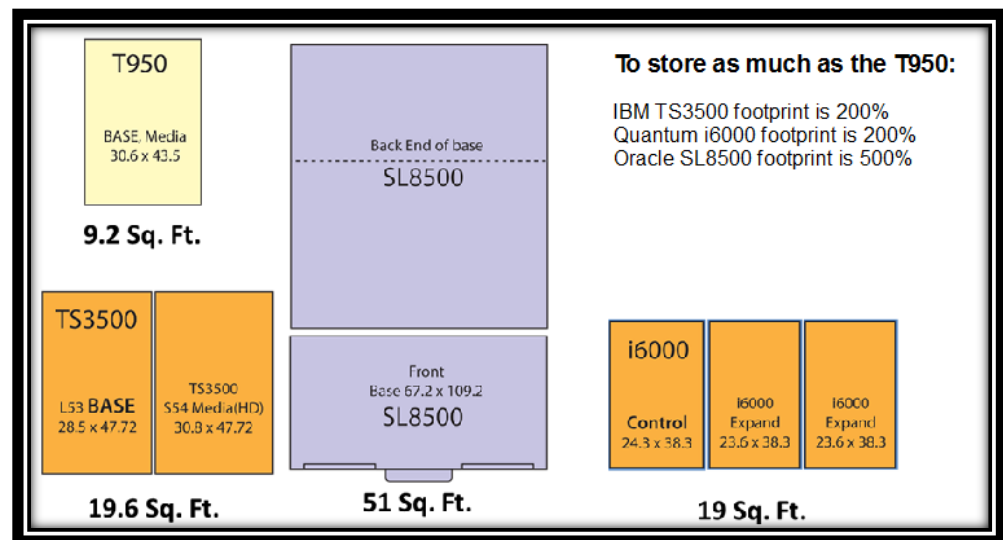 T950
BASE, Media
30.6 x 43.5
9.2 Sq. Ft.
Back End of base
SL8500
Front
Base 67.2 x 109.2
SL8500
51 Sq. Ft.
To store as much as the T950:
IBM TS3500 footprint is 200%
Quantum i6000 footprint is 200%
Oracle SL8500 footprint is 500%
TS3500
L53 BASE
28.5 x 47.72
TS3500
S54 Media(HD)
30.8 x 47.72
19.6 Sq. Ft.
i6000
Control
24.3 x 38.3
i6000
Expand
23.6 x 38.3
i6000
Expand
23.6 x 38.3
19 Sq. Ft.